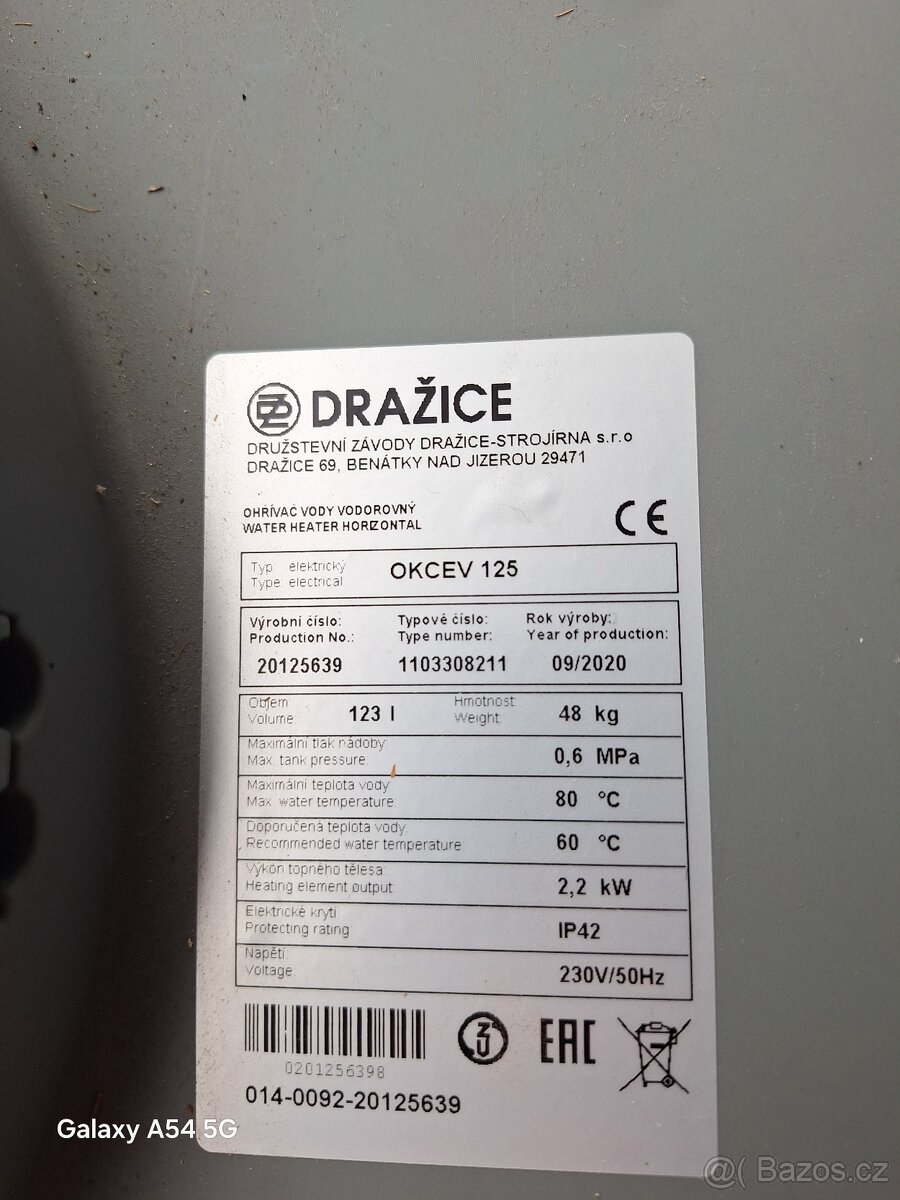 DZ DRAŽICE
DRUŽSTEVNÍ ZÁVODY DRAŽICE-STROJÍRNA s.r.o
DRAŽICE 69, BENÁTKY NAD JIZEROU 29471
OHŘÍVAČ VODY VODOROVNÝ
WATER HEATER HORIZONTAL
CE
Typ: elektrický
Type: electrical
OKCEV 125
Výrobní číslo: Typové číslo: Rok výroby:
Production No.: Type number: Year of production:
20125639 1103308211 09/2020
Objem Hmotnost
Volume 123 l Weight 48 kg
Maximální tlak nádoby:
Max. tank pressure: 0,6 MPa
Maximální teplota vody
Max. water temperature 80 °C
Doporučená teplota vody
Recommended water temperature 60 °C
Výkon topného tělesa
Heating element output 2,2 kW
Elektrické krytí
Protecting rating IP42
Napětí
Voltage 230V/50Hz
EAC
0201256398
014-0092-20125639
Galaxy A54 5G
@( Bazos.cz